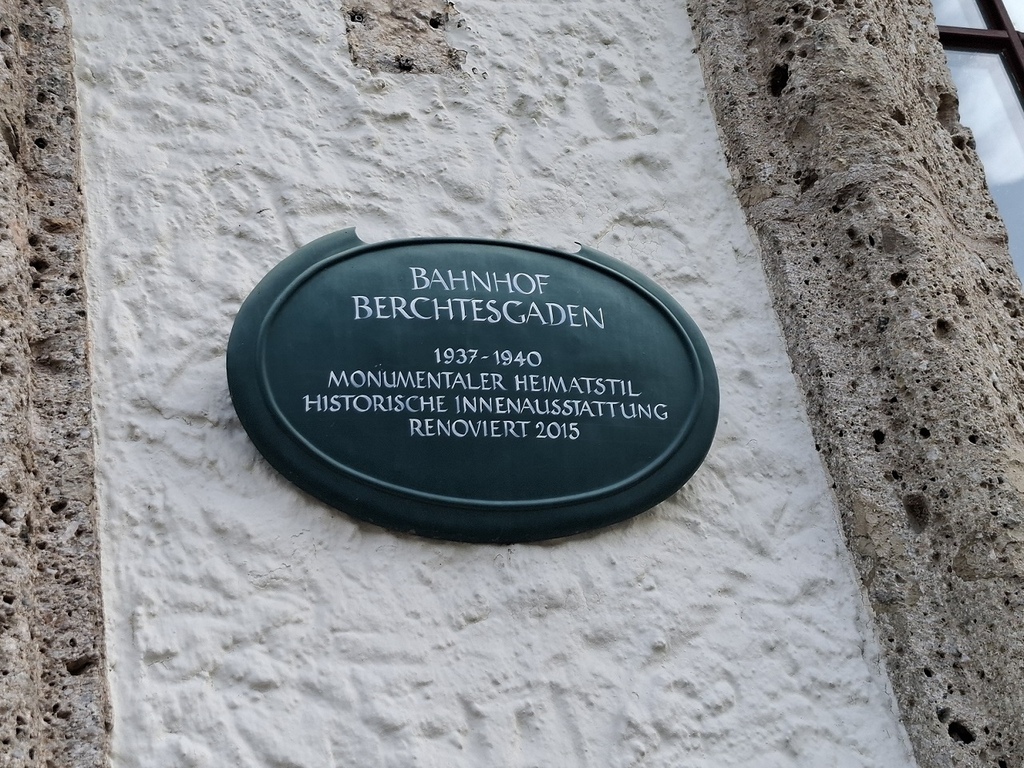 BAHNHOF
BERCHTESGADEN
1937-1940
MONUMENTALER HEIMATSTIL
HISTORISCHE INNENAUSSTATTUNG
RENOVIERT 2015